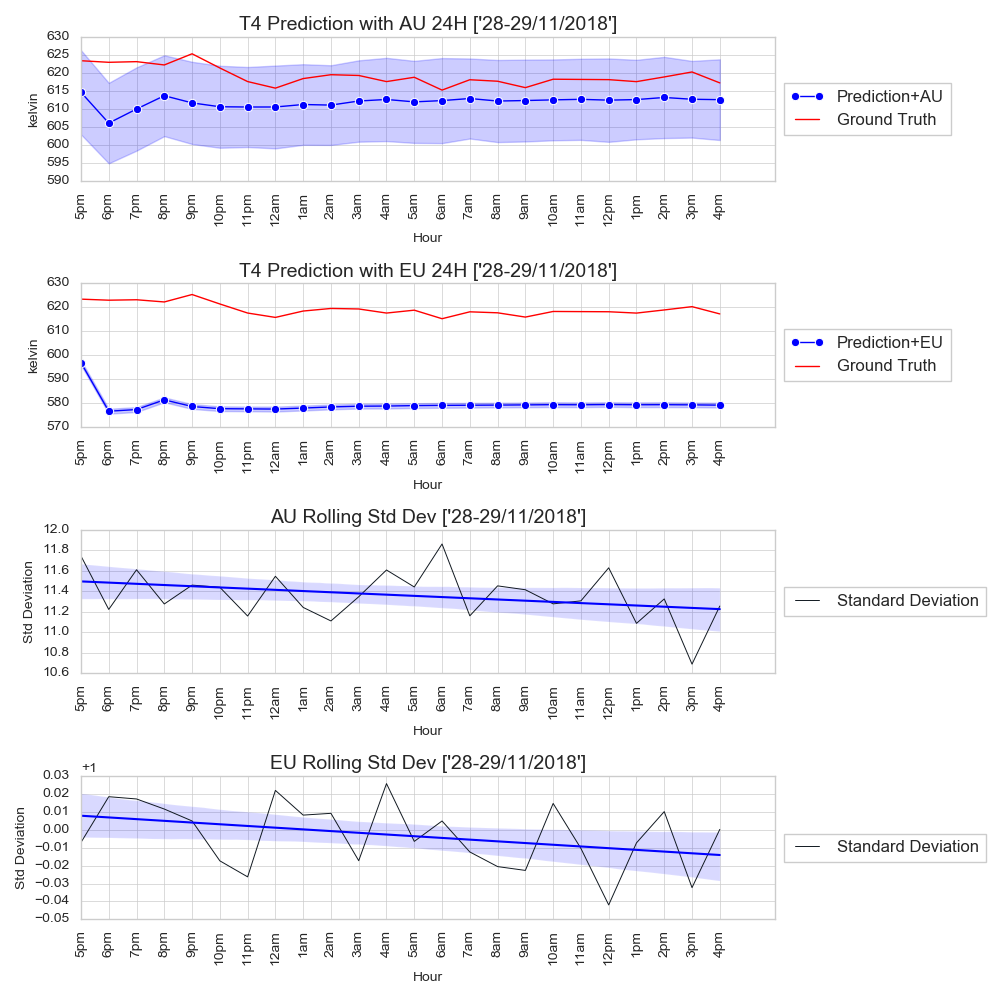 T4 Prediction with AU 24H ['28-29/11/2018']
630
625
620
615
610
605
600
595
590
kelvin
5pm 6pm 7pm 8pm 9pm 10pm 11pm 12am 1am 2am 3am 4am 5am 6am 7am 8am 9am 10am 11am 12pm 1pm 2pm 3pm 4pm
Hour
Prediction+AU
Ground Truth
T4 Prediction with EU 24H ['28-29/11/2018']
630
620
610
600
590
580
570
kelvin
5pm 6pm 7pm 8pm 9pm 10pm 11pm 12am 1am 2am 3am 4am 5am 6am 7am 8am 9am 10am 11am 12pm 1pm 2pm 3pm 4pm
Hour
Prediction+EU
Ground Truth
AU Rolling Std Dev ['28-29/11/2018']
12.0
11.8
11.6
11.4
11.2
11.0
10.8
10.6
Std Deviation
5pm 6pm 7pm 8pm 9pm 10pm 11pm 12am 1am 2am 3am 4am 5am 6am 7am 8am 9am 10am 11am 12pm 1pm 2pm 3pm 4pm
Hour
Standard Deviation
EU Rolling Std Dev ['28-29/11/2018']
+1
0.03
0.02
0.01
0.00
−0.01
−0.02
−0.03
−0.04
−0.05
Std Deviation
5pm 6pm 7pm 8pm 9pm 10pm 11pm 12am 1am 2am 3am 4am 5am 6am 7am 8am 9am 10am 11am 12pm 1pm 2pm 3pm 4pm
Hour
Standard Deviation